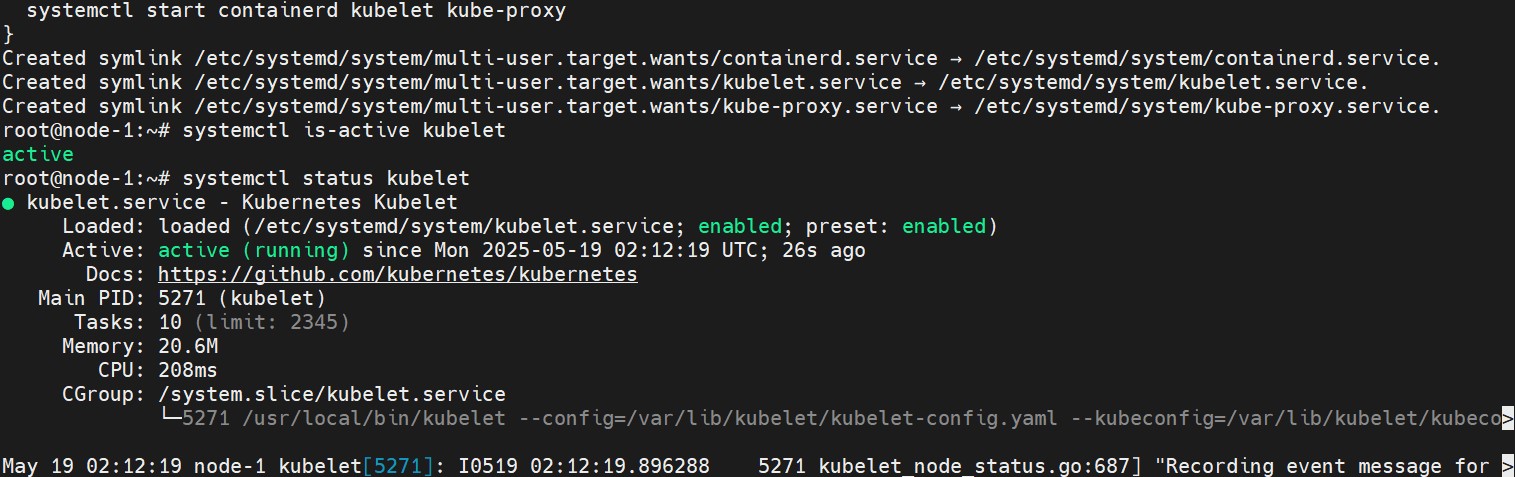 systemctl start containerd kubelet kube-proxy
}
Created symlink /etc/systemd/system/multi-user.target.wants/containerd.service → /etc/systemd/system/containerd.service.
Created symlink /etc/systemd/system/multi-user.target.wants/kubelet.service → /etc/systemd/system/kubelet.service.
Created symlink /etc/systemd/system/multi-user.target.wants/kube-proxy.service → /etc/systemd/system/kube-proxy.service.
root@node-1:~# systemctl is-active kubelet
active
root@node-1:~# systemctl status kubelet
● kubelet.service - Kubernetes Kubelet
     Loaded: loaded (/etc/systemd/system/kubelet.service; enabled; preset: enabled)
     Active: active (running) since Mon 2025-05-19 02:12:19 UTC; 26s ago
       Docs: https://github.com/kubernetes/kubernetes
   Main PID: 5271 (kubelet)
      Tasks: 10 (limit: 2345)
     Memory: 20.6M
        CPU: 208ms
     CGroup: /system.slice/kubelet.service
             └─5271 /usr/local/bin/kubelet --config=/var/lib/kubelet/kubelet-config.yaml --kubeconfig=/var/lib/kubelet/kubeco>

May 19 02:12:19 node-1 kubelet[5271]: I0519 02:12:19.896288    5271 kubelet_node_status.go:687] "Recording event message for >